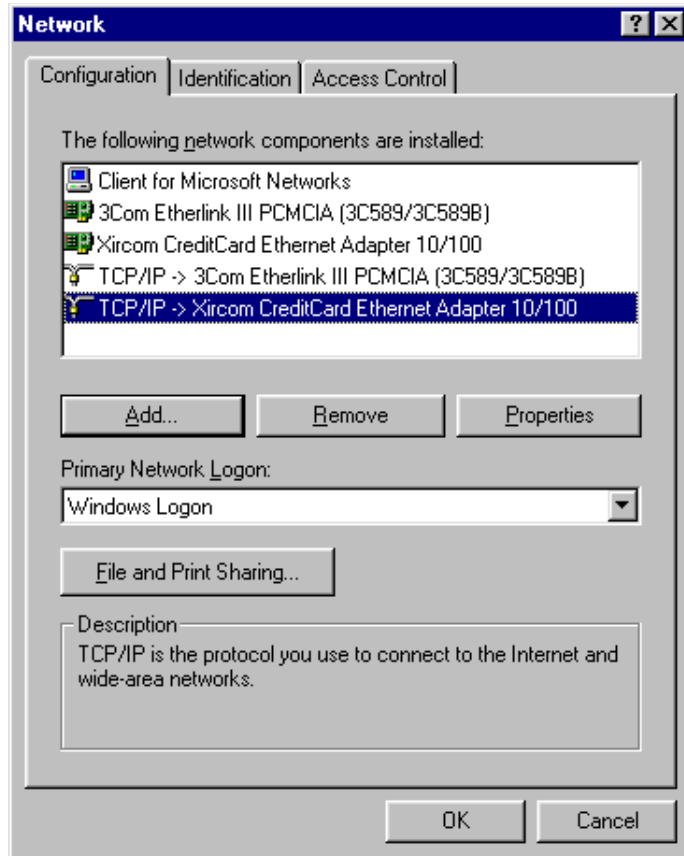 Network
Configuration Identification Access Control
The following network components are installed:
Client for Microsoft Networks
3Com Etherlink III PCMCIA (3C589/3C589B)
Xircom CreditCard Ethernet Adapter 10/100
TCP/IP -> 3Com Etherlink III PCMCIA (3C589/3C589B)
TCP/IP -> Xircom CreditCard Ethernet Adapter 10/100
Add... Remove Properties
Primary Network Logon:
Windows Logon
File and Print Sharing...
Description
TCP/IP is the protocol you use to connect to the Internet and
wide-area networks.
OK Cancel